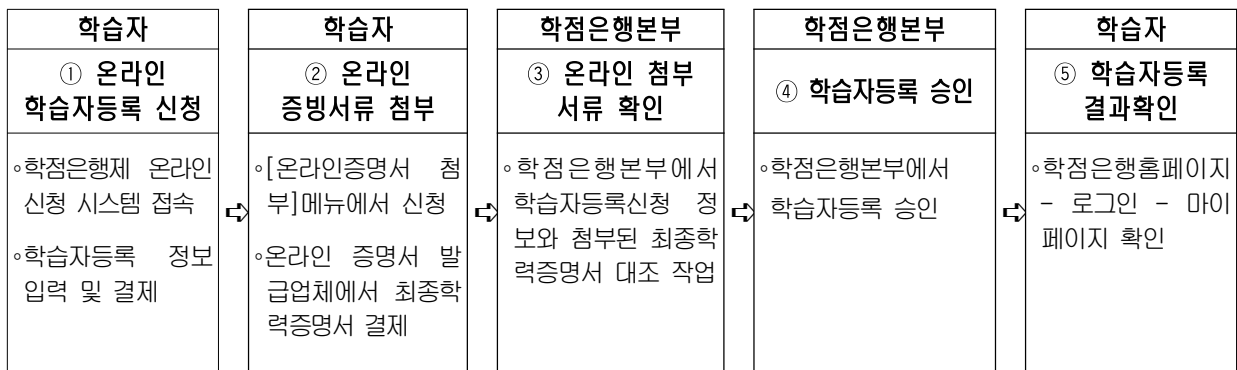 학습자
① 온라인
학습자등록 신청
◦학점은행제 온라인
신청 시스템 접속
◦학습자등록 정보
입력 및 결제
⇨
학습자
② 온라인
증빙서류 첨부
◦[온라인증명서 첨
부]메뉴에서 신청
◦온라인 증명서 발
급업체에서 최종학
력증명서 결제
⇨
학점은행본부
③ 온라인 첨부
서류 확인
◦학점은행본부에서
학습자등록신청 정
보와 첨부된 최종학
력증명서 대조 작업
⇨
학점은행본부
④ 학습자등록 승인
◦학점은행본부에서
학습자등록 승인
⇨
학습자
⑤ 학습자등록
결과확인
◦학점은행홈페이지
- 로그인 - 마이
페이지 확인